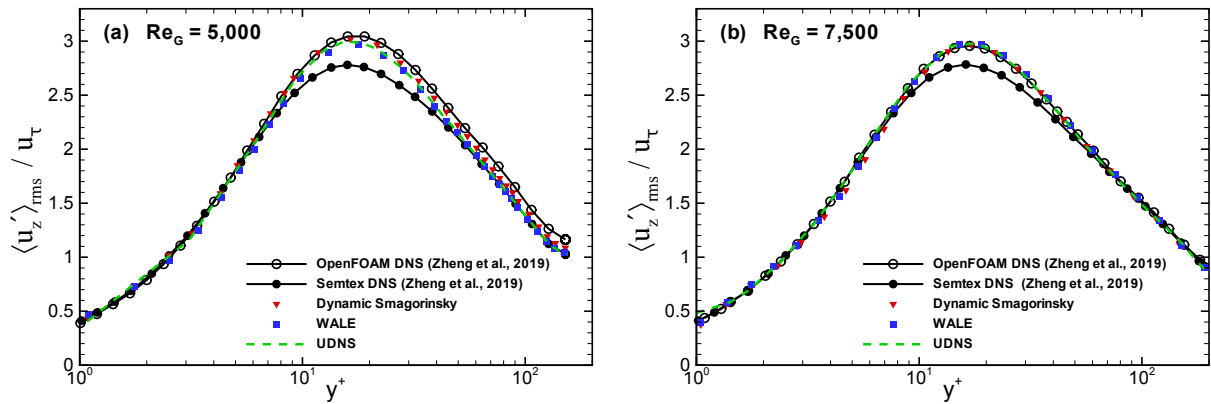 (a) Re_G = 5,000
⟨u_z′⟩_rms / u_τ
3
2.5
2
1.5
1
0.5
0
OpenFOAM DNS (Zheng et al., 2019)
Semtex DNS (Zheng et al., 2019)
Dynamic Smagorinsky
WALE
UDNS
10^0
10^1
10^2
y^+
(b) Re_G = 7,500
⟨u_z′⟩_rms / u_τ
3
2.5
2
1.5
1
0.5
0
OpenFOAM DNS (Zheng et al., 2019)
Semtex DNS (Zheng et al., 2019)
Dynamic Smagorinsky
WALE
UDNS
10^0
10^1
10^2
y^+